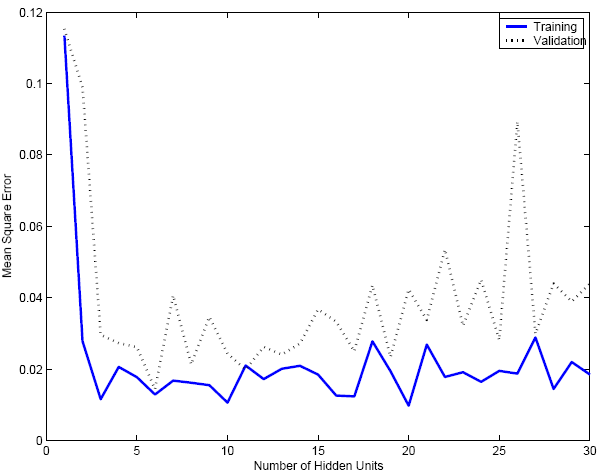 0.12
0.1
0.08
0.06
0.04
0.02
0
Mean Square Error
Training
Validation
0 5 10 15 20 25 30
Number of Hidden Units